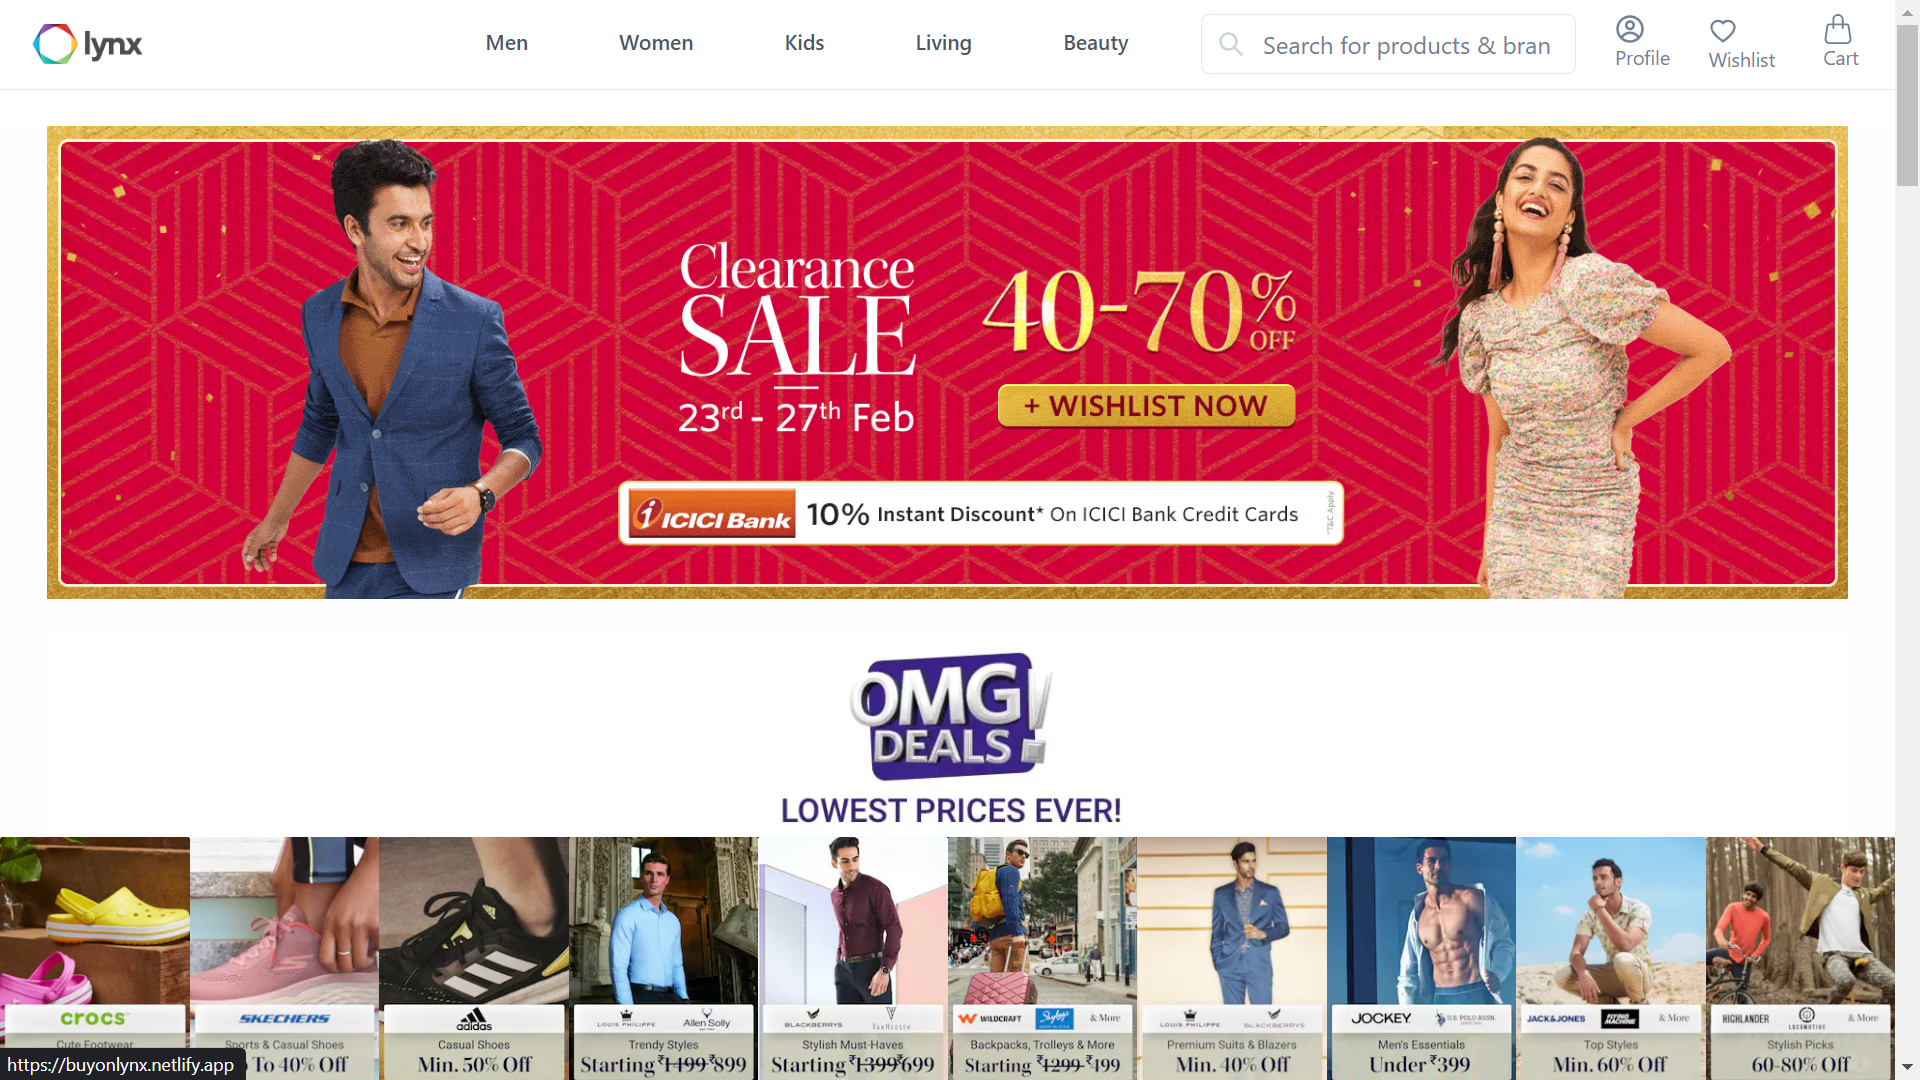 lynx
Men
Women
Kids
Living
Beauty
Search for products & bran
Profile
Wishlist
Cart
Clearance
SALE
23rd - 27th Feb
40-70% OFF
+ WISHLIST NOW
ICICI Bank 10% Instant Discount* On ICICI Bank Credit Cards
*T&C Apply
OMG!
DEALS
LOWEST PRICES EVER!
crocs
Cute Footwear
SKECHERS
Sports & Casual Shoes
To 40% Off
adidas
Casual Shoes
Min. 50% Off
LOUIS PHILIPPE Allen Solly
Trendy Styles
Starting ₹1499 ₹899
BLACKBERRYS VAN HEUSEN
Stylish Must-Haves
Starting ₹1399 ₹699
WILDCRAFT Skybags & More
Backpacks, Trolleys & More
Starting ₹1299 ₹499
LOUIS PHILIPPE BLACKBERRYS
Premium Suits & Blazers
Min. 40% Off
JOCKEY U.S. POLO ASSN.
Men's Essentials
Under ₹399
JACK&JONES FLYING MACHINE & More
Top Styles
Min. 60% Off
HIGHLANDER LOCOMOTIVE & More
Stylish Picks
60-80% Off
https://buyonlynx.netlify.app